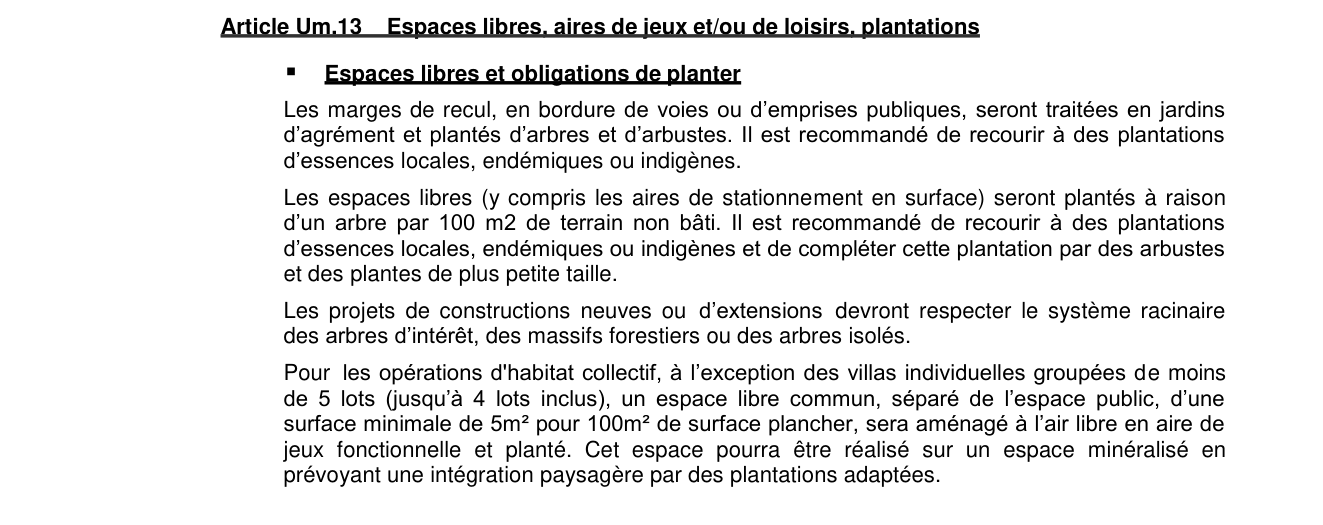 Article Um.13 Espaces libres, aires de jeux et/ou de loisirs, plantations
▪ Espaces libres et obligations de planter
Les marges de recul, en bordure de voies ou d’emprises publiques, seront traitées en jardins
d’agrément et plantés d’arbres et d’arbustes. Il est recommandé de recourir à des plantations
d’essences locales, endémiques ou indigènes.
Les espaces libres (y compris les aires de stationnement en surface) seront plantés à raison
d’un arbre par 100 m2 de terrain non bâti. Il est recommandé de recourir à des plantations
d’essences locales, endémiques ou indigènes et de compléter cette plantation par des arbustes
et des plantes de plus petite taille.
Les projets de constructions neuves ou d’extensions devront respecter le système racinaire
des arbres d’intérêt, des massifs forestiers ou des arbres isolés.
Pour les opérations d'habitat collectif, à l’exception des villas individuelles groupées de moins
de 5 lots (jusqu’à 4 lots inclus), un espace libre commun, séparé de l’espace public, d’une
surface minimale de 5m² pour 100m² de surface plancher, sera aménagé à l’air libre en aire de
jeux fonctionnelle et planté. Cet espace pourra être réalisé sur un espace minéralisé en
prévoyant une intégration paysagère par des plantations adaptées.